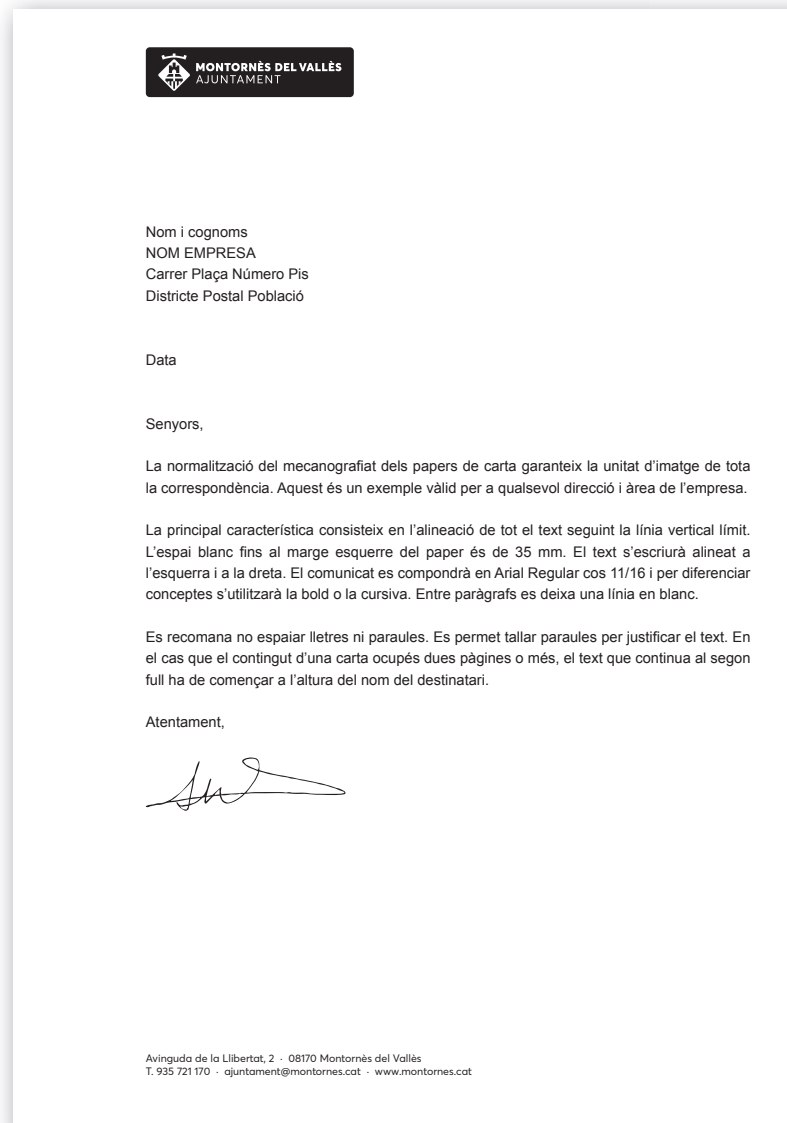 MONTORNÈS DEL VALLÈS
AJUNTAMENT
Nom i cognoms
NOM EMPRESA
Carrer Plaça Número Pis
Districte Postal Població
Data
Senyors,
La normalització del mecanografiat dels papers de carta garanteix la unitat d’imatge de tota
la correspondència. Aquest és un exemple vàlid per a qualsevol direcció i àrea de l’empresa.
La principal característica consisteix en l’alineació de tot el text seguint la línia vertical límit.
L’espai blanc fins al marge esquerre del paper és de 35 mm. El text s’escriurà alineat a
l’esquerra i a la dreta. El comunicat es compondrà en Arial Regular cos 11/16 i per diferenciar
conceptes s’utilitzarà la bold o la cursiva. Entre paràgrafs es deixa una línia en blanc.
Es recomana no espaiar lletres ni paraules. Es permet tallar paraules per justificar el text. En
el cas que el contingut d’una carta ocupés dues pàgines o més, el text que continua al segon
full ha de començar a l’altura del nom del destinatari.
Atentament,
Avinguda de la Llibertat, 2 · 08170 Montornès del Vallès
T. 935 721 170 · ajuntament@montornes.cat · www.montornes.cat